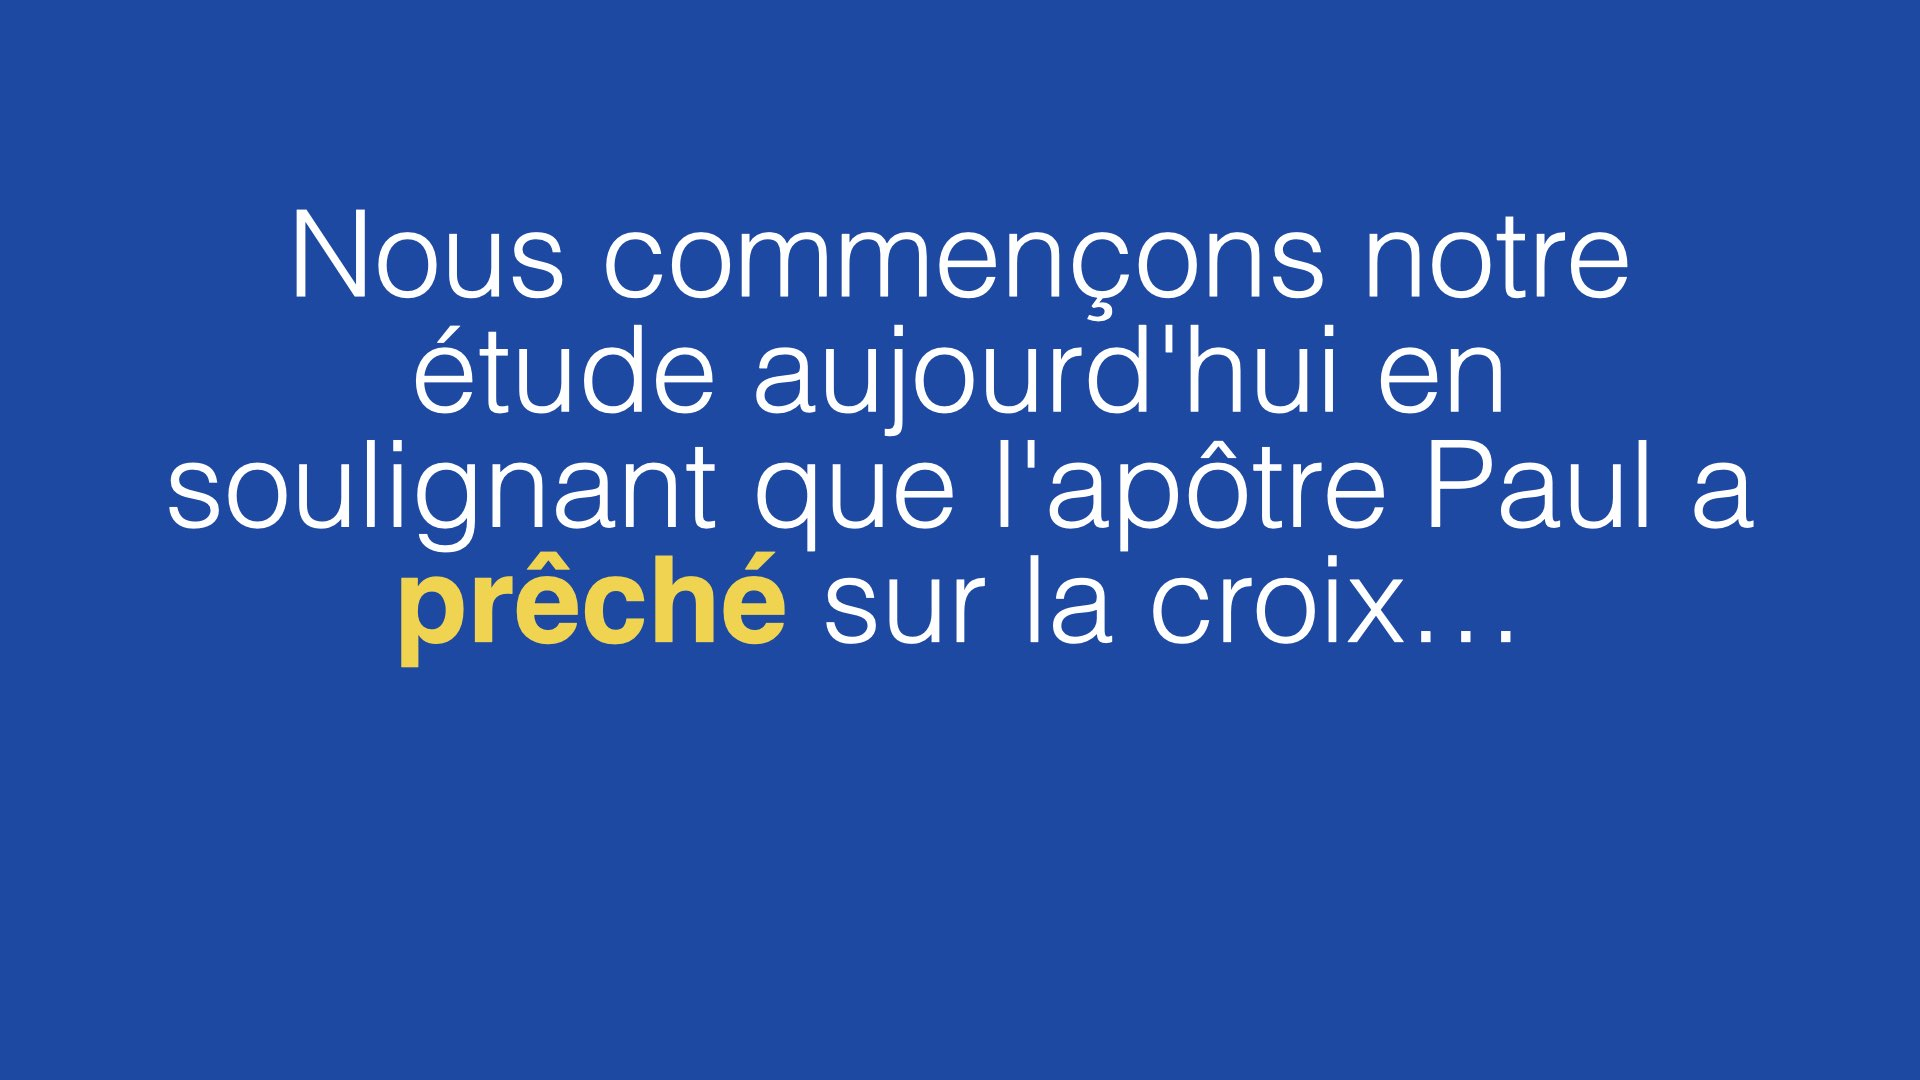 Nous commençons notre
étude aujourd'hui en
soulignant que l'apôtre Paul a
prêché sur la croix…